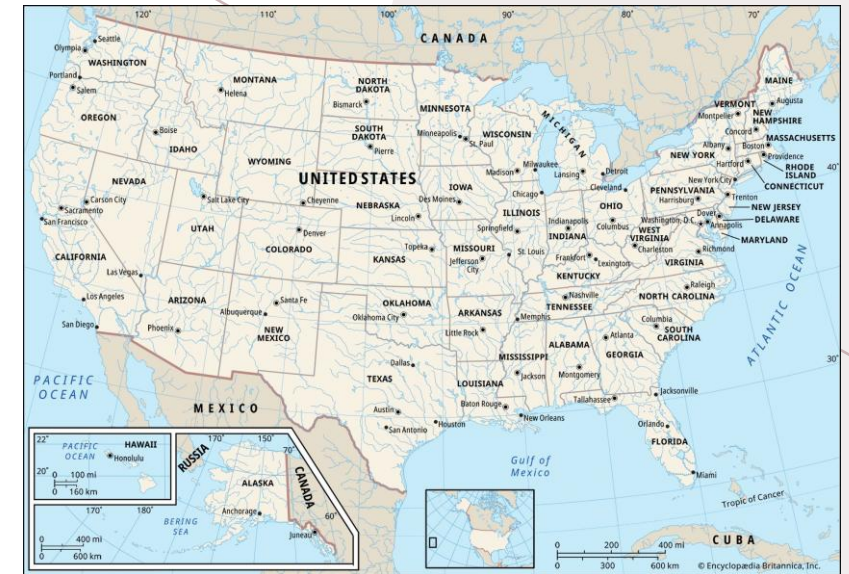 120°
110°
100°
90°
80°
70°
CANADA
Seattle
Olympia
WASHINGTON
Portland
Salem
OREGON
MONTANA
Helena
Boise
IDAHO
WYOMING
Cheyenne
NORTH
DAKOTA
Bismarck
SOUTH
DAKOTA
Pierre
MINNESOTA
Minneapolis
St. Paul
WISCONSIN
Madison
Milwaukee
MICHIGAN
Lansing
Detroit
MAINE
Augusta
VERMONT
Montpelier
NEW
HAMPSHIRE
Concord
MASSACHUSETTS
Boston
Albany
Providence
NEW YORK
Hartford
RHODE
ISLAND
CONNECTICUT
New York City
40°
UNITED STATES
NEVADA
Carson City
Sacramento
San Francisco
Salt Lake City
UTAH
Denver
COLORADO
NEBRASKA
Lincoln
IOWA
Des Moines
Chicago
ILLINOIS
Springfield
Indianapolis
INDIANA
Cleveland
OHIO
Columbus
PENNSYLVANIA
Harrisburg
Trenton
NEW JERSEY
Dover
DELAWARE
Washington, D.C.
Annapolis
MARYLAND
WEST
VIRGINIA
Charleston
Richmond
VIRGINIA
CALIFORNIA
Las Vegas
Los Angeles
San Diego
Topeka
KANSAS
MISSOURI
Jefferson
City
St. Louis
Frankfort
Lexington
KENTUCKY
Nashville
TENNESSEE
Raleigh
NORTH CAROLINA
ATLANTIC OCEAN
ARIZONA
Phoenix
Santa Fe
Albuquerque
NEW
MEXICO
OKLAHOMA
Oklahoma City
ARKANSAS
Little Rock
Memphis
Columbia
SOUTH
CAROLINA
Atlanta
GEORGIA
ALABAMA
Montgomery
MISSISSIPPI
Jackson
30°
Dallas
TEXAS
LOUISIANA
Baton Rouge
New Orleans
Tallahassee
Jacksonville
Austin
San Antonio
Houston
Orlando
FLORIDA
Miami
PACIFIC
OCEAN
MEXICO
Gulf of
Mexico
Tropic of Cancer
CUBA
22°
PACIFIC
OCEAN
HAWAII
Honolulu
20°
0 100 mi
0 160 km
170°
150°
70°
RUSSIA
ALASKA
CANADA
Anchorage
Juneau
60°
170°
180°
BERING
SEA
0 400 mi
0 600 km
0 200 400 mi
0 300 600 km
© Encyclopædia Britannica, Inc.